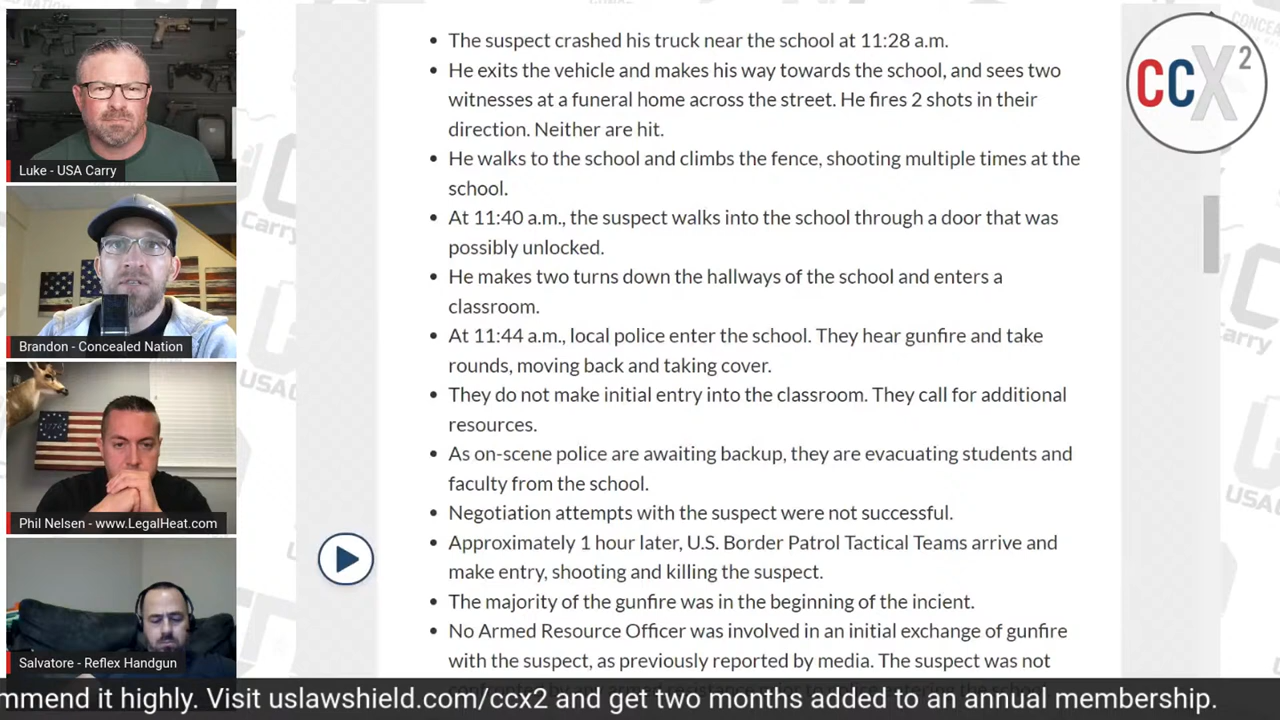 Luke - USA Carry
Brandon - Concealed Nation
Phil Nelsen - www.LegalHeat.com
Salvatore - Reflex Handgun
• The suspect crashed his truck near the school at 11:28 a.m.
• He exits the vehicle and makes his way towards the school, and sees two
witnesses at a funeral home across the street. He fires 2 shots in their
direction. Neither are hit.
• He walks to the school and climbs the fence, shooting multiple times at the
school.
• At 11:40 a.m., the suspect walks into the school through a door that was
possibly unlocked.
• He makes two turns down the hallways of the school and enters a
classroom.
• At 11:44 a.m., local police enter the school. They hear gunfire and take
rounds, moving back and taking cover.
• They do not make initial entry into the classroom. They call for additional
resources.
• As on-scene police are awaiting backup, they are evacuating students and
faculty from the school.
• Negotiation attempts with the suspect were not successful.
• Approximately 1 hour later, U.S. Border Patrol Tactical Teams arrive and
make entry, shooting and killing the suspect.
• The majority of the gunfire was in the beginning of the incient.
• No Armed Resource Officer was involved in an initial exchange of gunfire
with the suspect, as previously reported by media. The suspect was not
CCX2
mmend it highly. Visit uslawshield.com/ccx2 and get two months added to an annual membership.